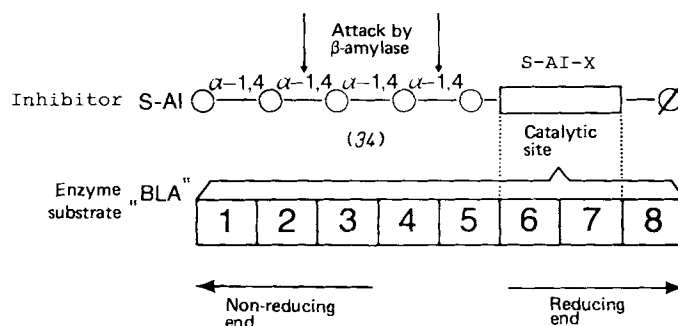 Attack by
β-amylase
S-AI-X
α-1,4 α-1,4 α-1,4 α-1,4
Inhibitor S-AI
(34)
Catalytic
site
Enzyme
substrate
"BLA"
1 2 3 4 5 6 7 8
Non-reducing
end
Reducing
end